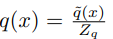 q(x) = q̃(x)/Z_q